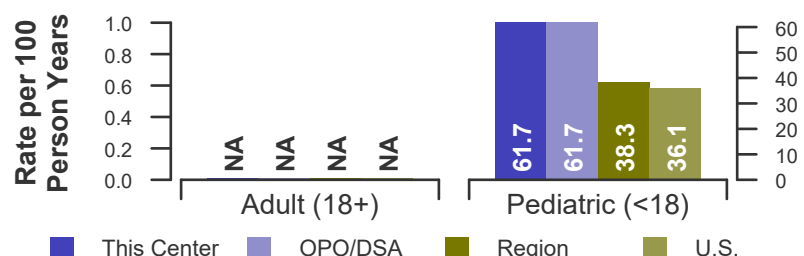 Rate per 100
Person Years
1.0
0.8
0.6
0.4
0.2
0.0
NA NA NA NA
61.7 61.7 38.3 36.1
60
50
40
30
20
10
0
Adult (18+) Pediatric (<18)
This Center OPO/DSA Region U.S.